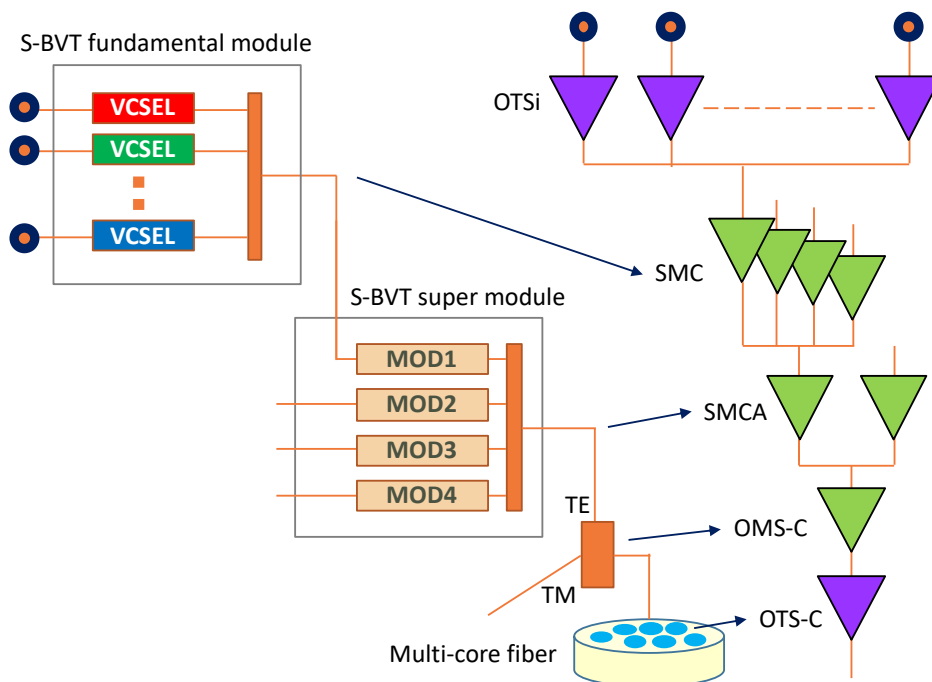 S-BVT fundamental module
VCSEL
VCSEL
VCSEL
OTSi
SMC
S-BVT super module
MOD1
MOD2
MOD3
MOD4
SMCA
TE
OMS-C
TM
OTS-C
Multi-core fiber